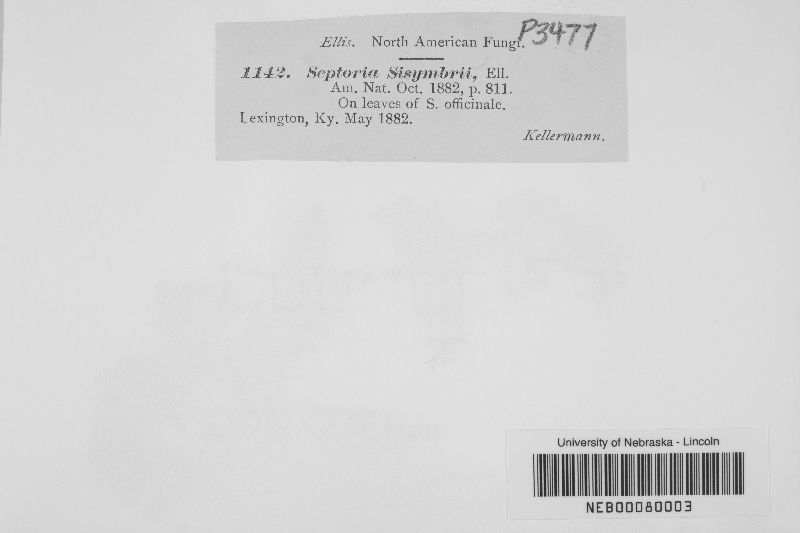 P3477
Ellis. North American Fungi.
1142. Septoria Sisymbrii, Ell.
Am. Nat. Oct. 1882, p. 811.
On leaves of S. officinale.
Lexington, Ky. May 1882.
Kellermann.
University of Nebraska - Lincoln
NEB00080003